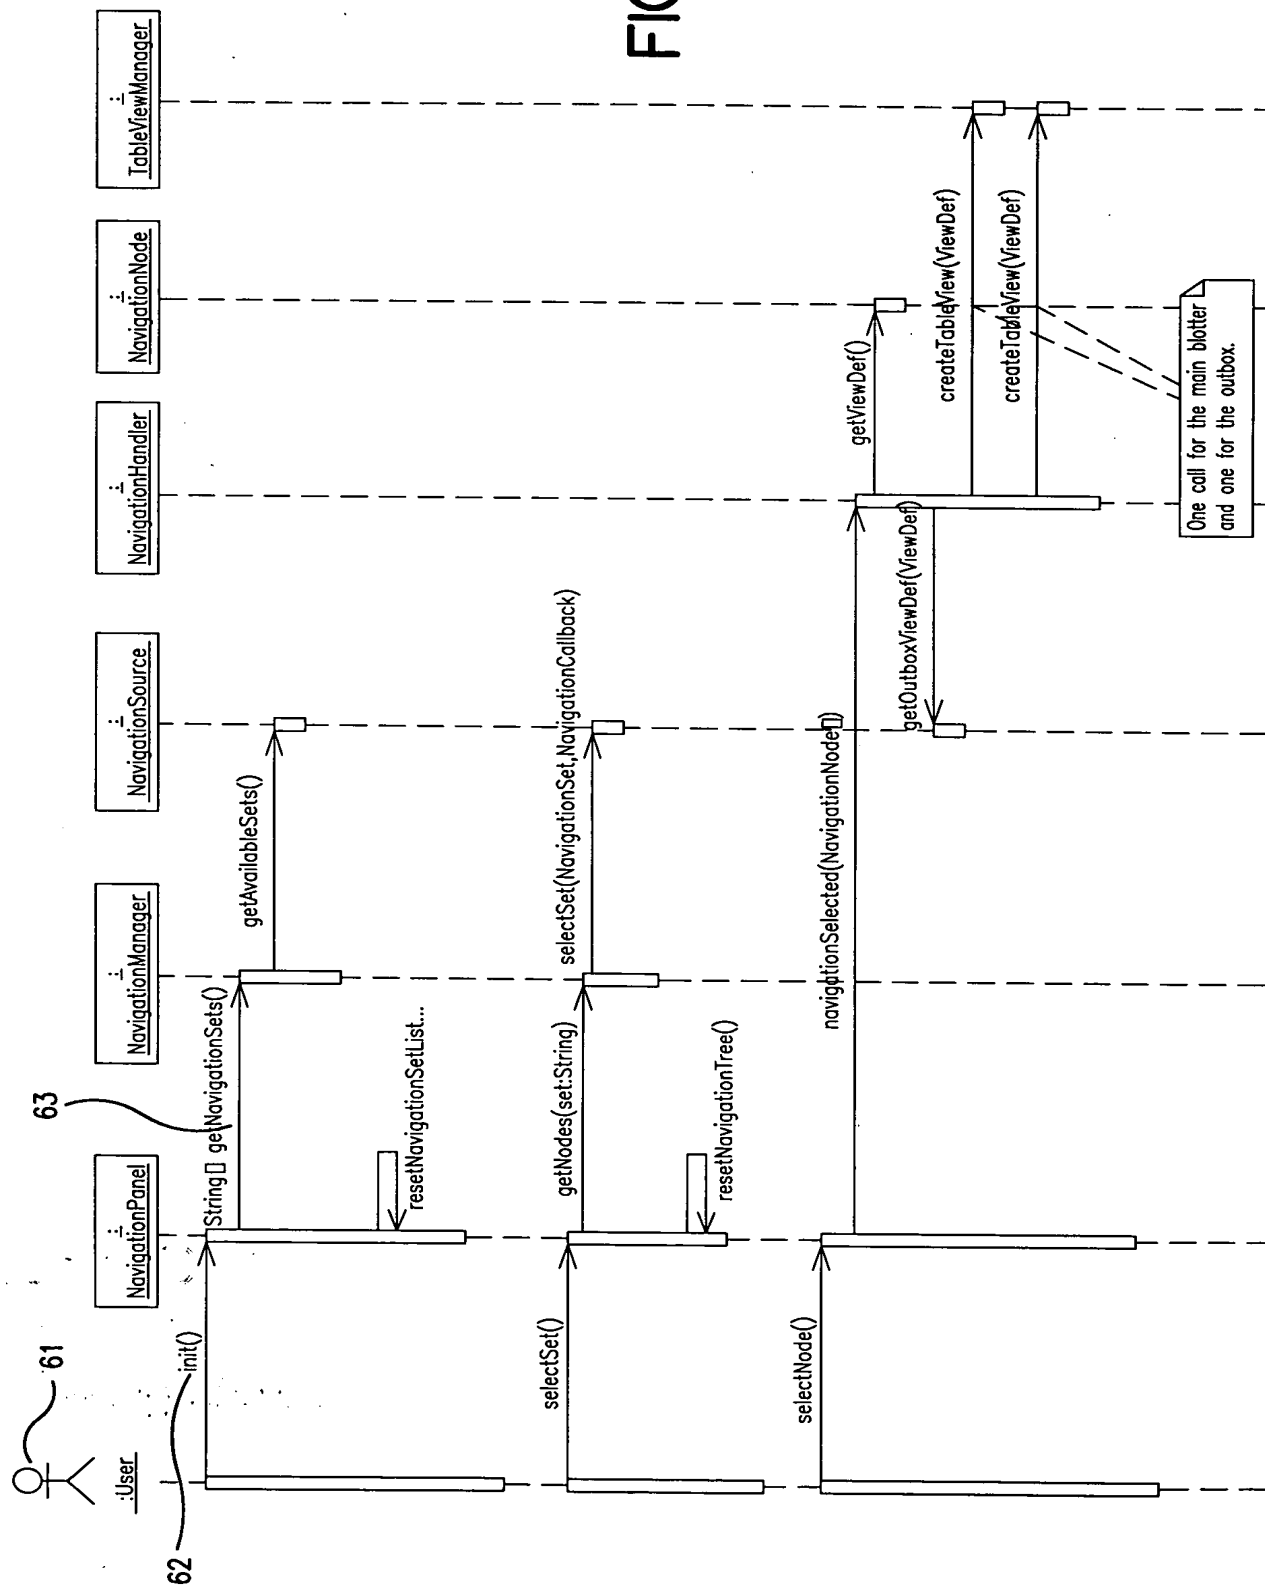 61
:User
:
NavigationPanel
:
NavigationManager
:
NavigationSource
:
NavigationHandler
:
NavigationNode
:
TableViewManager
62
init()
63
String[] getNavigationSets()
getAvailableSets()
resetNavigationSetList...
selectSet()
getNodes(set:String)
selectSet(NavigationSet,NavigationCallback)
resetNavigationTree()
selectNode()
navigationSelected(NavigationNode[])
getViewDef()
getOutboxViewDef(ViewDef)
createTableView(ViewDef)
createTableView(ViewDef)
One call for the main blotter
and one for the outbox.